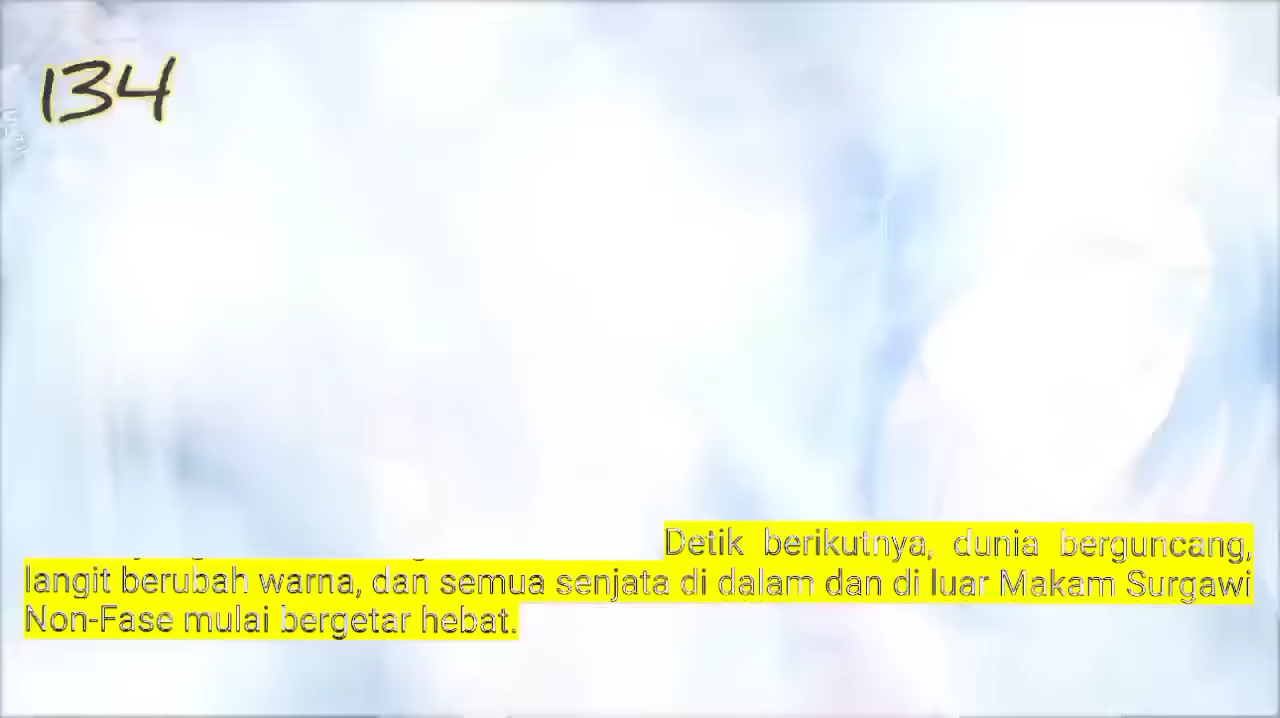 134
Detik berikutnya, dunia berguncang,
langit berubah warna, dan semua senjata di dalam dan di luar Makam Surgawi
Non-Fase mulai bergetar hebat.